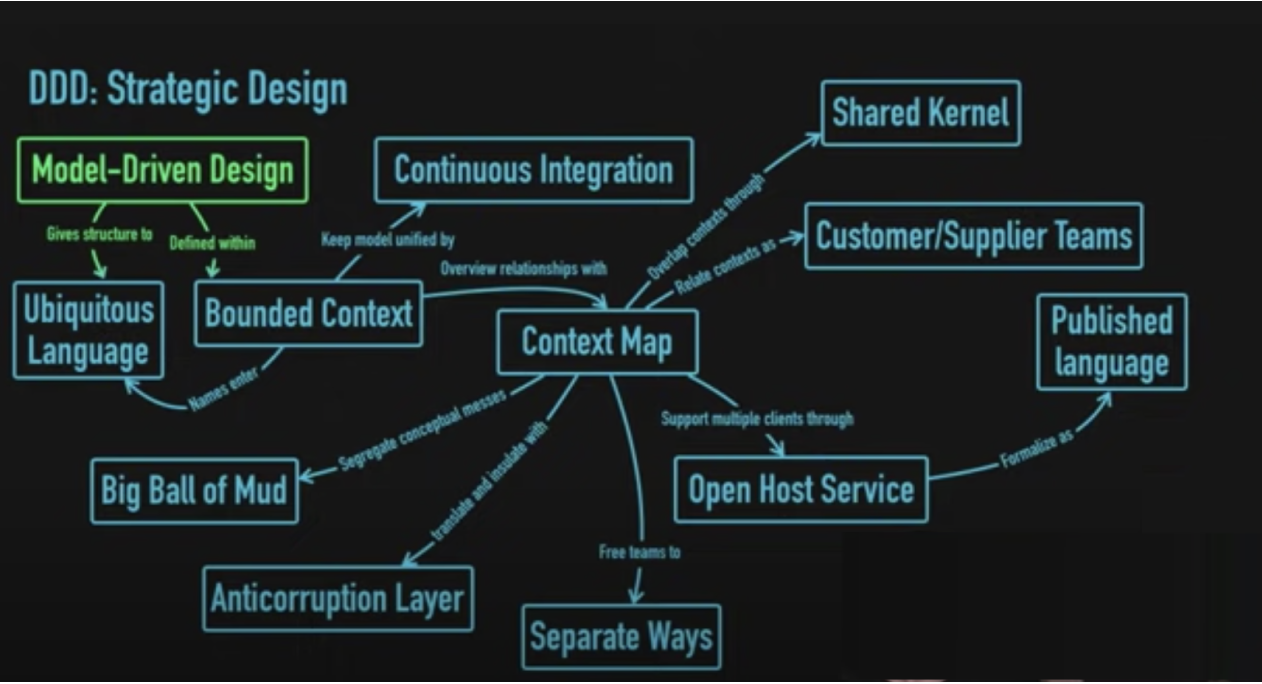 DDD: Strategic Design
Shared Kernel
Model-Driven Design
Continuous Integration
Gives structure to
Defined within
Keep model unified by
Overlap contexts through
Customer/Supplier Teams
Relate contexts as
Overview relationships with
Ubiquitous
Language
Bounded Context
Context Map
Published
language
Names enter
Segregate conceptual messes
translate and insulate with
Support multiple clients through
Formalize as
Big Ball of Mud
Open Host Service
Free teams to
Anticorruption Layer
Separate Ways